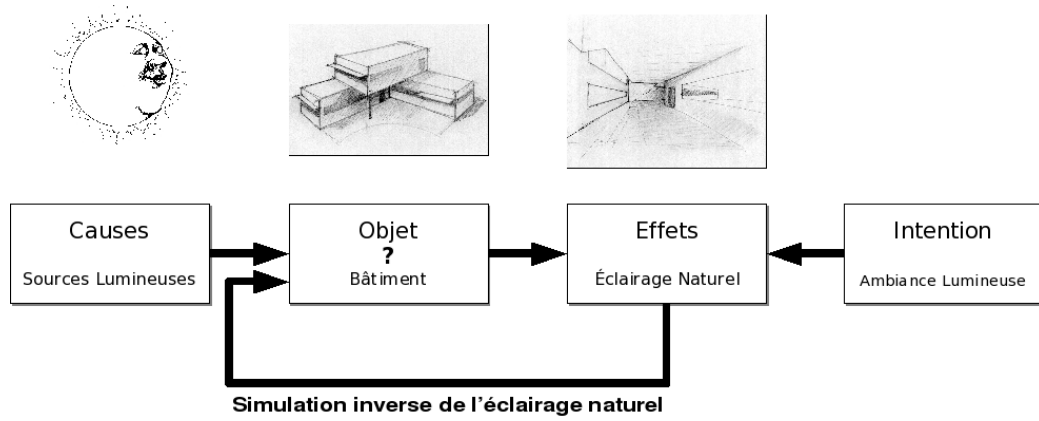 Causes
Sources Lumineuses
Objet
?
Bâtiment
Effets
Éclairage Naturel
Intention
Ambiance Lumineuse
Simulation inverse de l'éclairage naturel